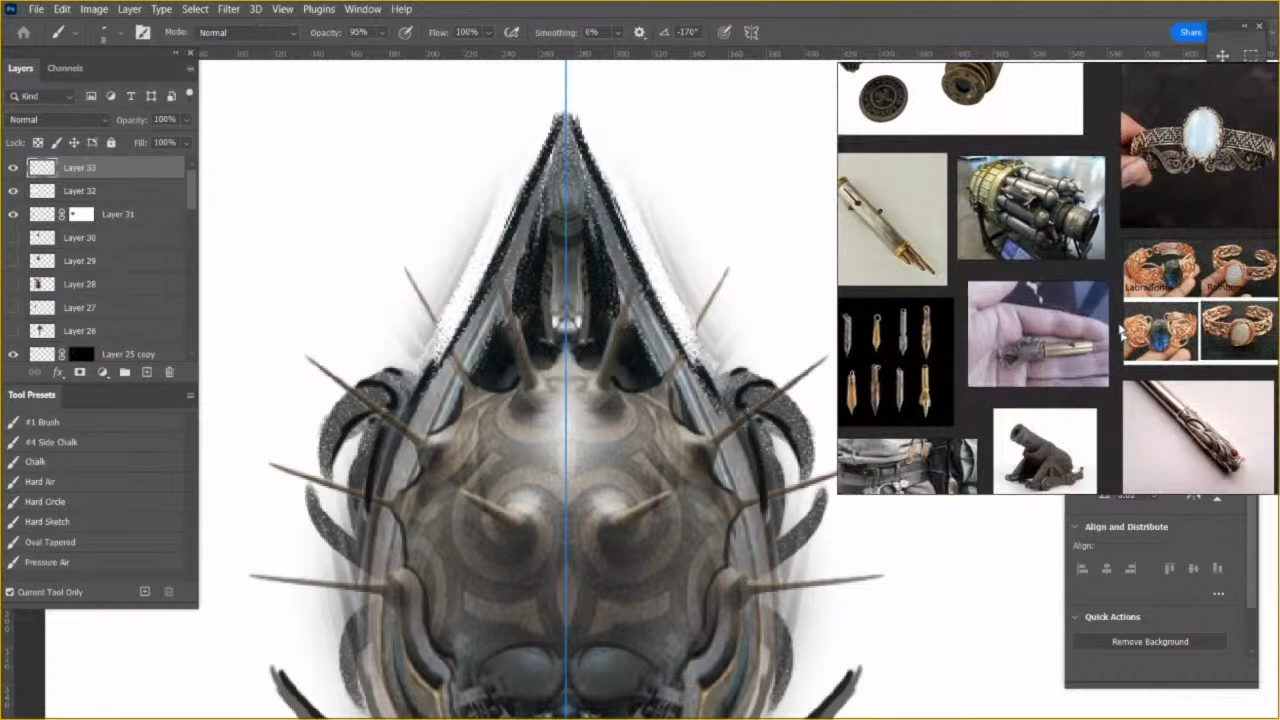 Ps File Edit Image Layer Type Select Filter 3D View Plugins Window Help
8 Mode: Normal Opacity: 95% Flow: 100% Smoothing: 0% -170° Share
Layers Channels
Kind
Normal Opacity: 100%
Lock: Fill: 100%
Layer 33
Layer 32
Layer 31
Layer 30
Layer 29
Layer 28
Layer 27
Layer 26
Layer 25 copy
fx
Tool Presets
#1 Brush
#4 Side Chalk
Chalk
Hard Air
Hard Circle
Hard Sketch
Oval Tapered
Pressure Air
Current Tool Only
Labradorite
Align and Distribute
Align:
Quick Actions
Remove Background